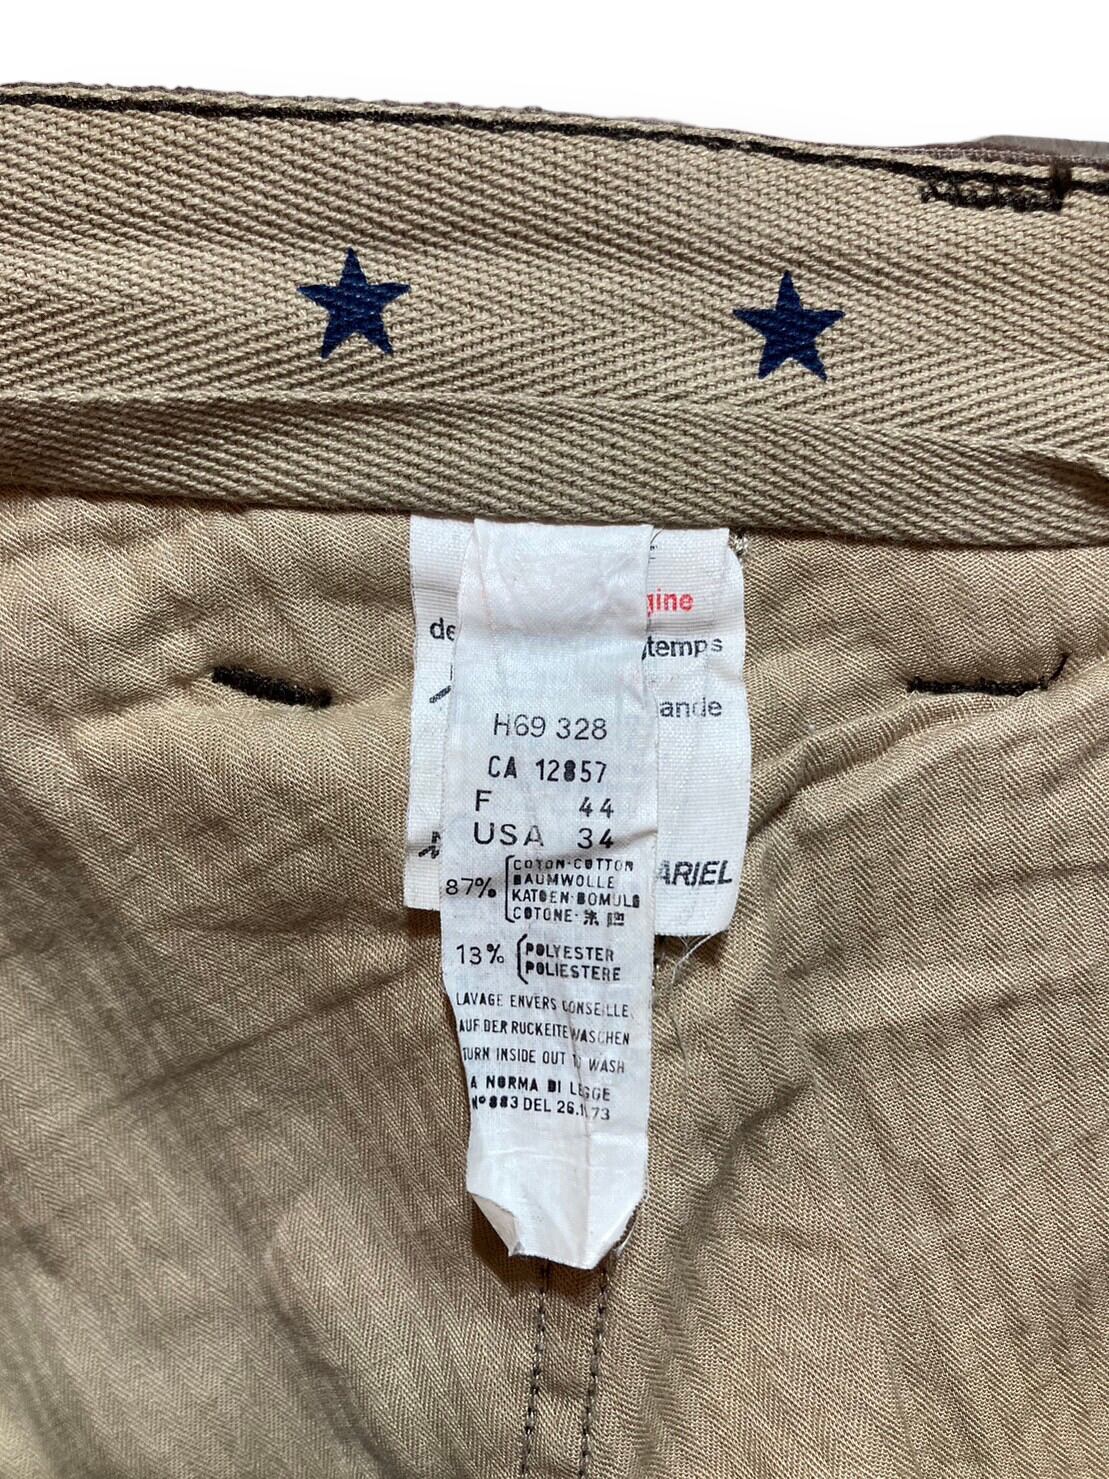 gine
de
temps
ande
H69 328
CA 12857
F 44
USA 34
87% COTON·COTTON
BAUMWOLLE
KATOEN·BOMULD
COTONE·
ARIEL
13% POLYESTER
POLIESTERE
LAVAGE ENVERS CONSEILLE
AUF DER RUCKEITE WASCHEN
TURN INSIDE OUT TO WASH
A NORMA DI LEGGE
N° 883 DEL 26.11.73